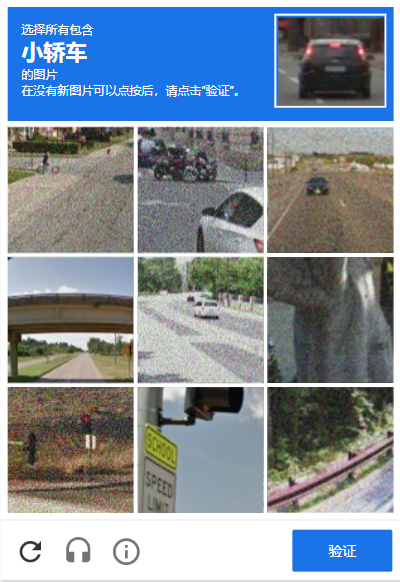 选择所有包含
小轿车
的图片
在没有新图片可以点按后，请点击“验证”。
SCHOOL
SPEED
LIMIT
验证